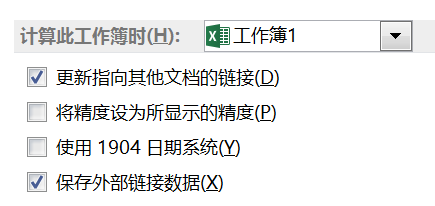 计算此工作簿时(H): 工作簿1
更新指向其他文档的链接(D)
将精度设为所显示的精度(P)
使用 1904 日期系统(Y)
保存外部链接数据(X)